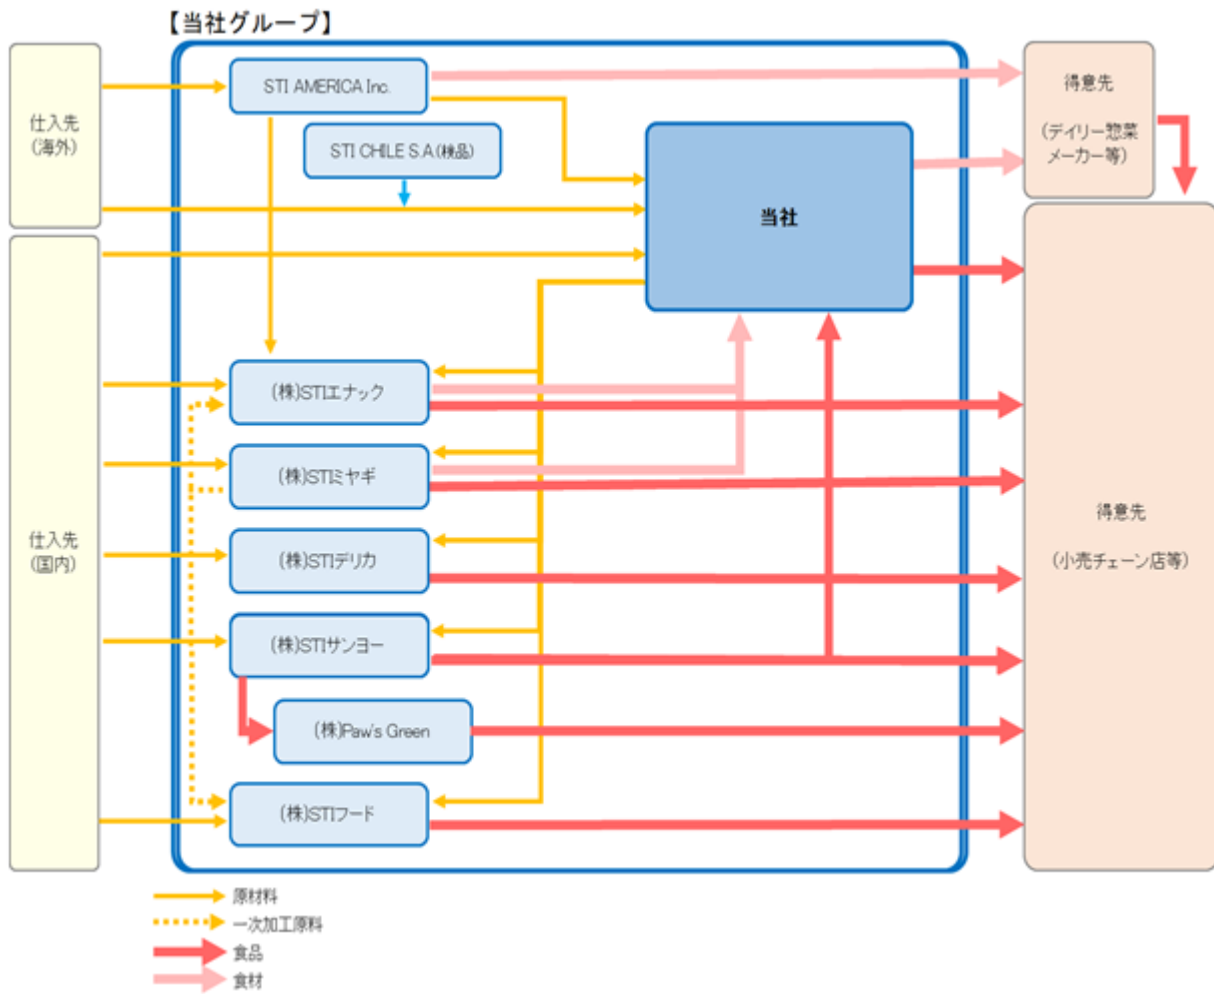 【当社グループ】
仕入先
(海外)
STI AMERICA Inc.
STI CHILE S.A(検品)
当社
得意先
(デイリー惣菜
メーカー等)
仕入先
(国内)
(株)STIエナック
(株)STIミヤギ
(株)STIデリカ
(株)STIサンヨー
(株)Paw's Green
(株)STIフード
得意先
(小売チェーン店等)
原材料
一次加工原料
食品
食材